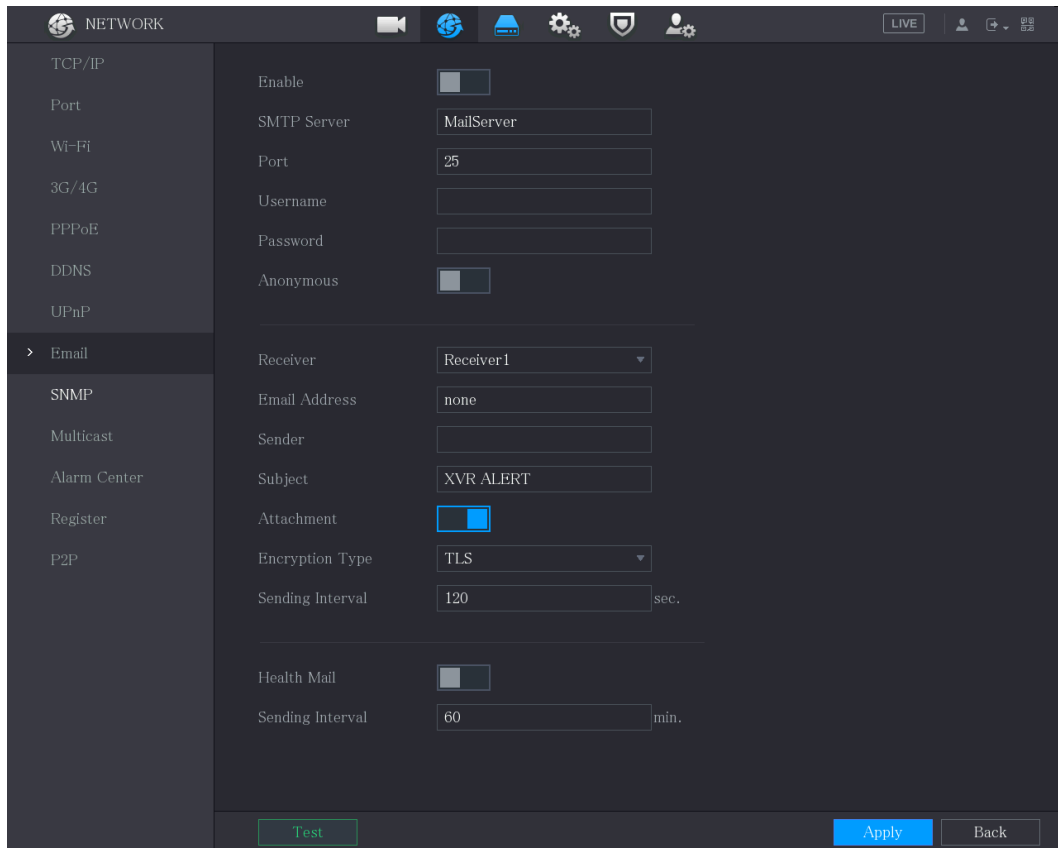 NETWORK
LIVE
TCP/IP
Port
Wi-Fi
3G/4G
PPPoE
DDNS
UPnP
Email
SNMP
Multicast
Alarm Center
Register
P2P
Enable
SMTP Server MailServer
Port 25
Username
Password
Anonymous
Receiver Receiver1
Email Address none
Sender
Subject XVR ALERT
Attachment
Encryption Type TLS
Sending Interval 120 sec.
Health Mail
Sending Interval 60 min.
Test Apply Back